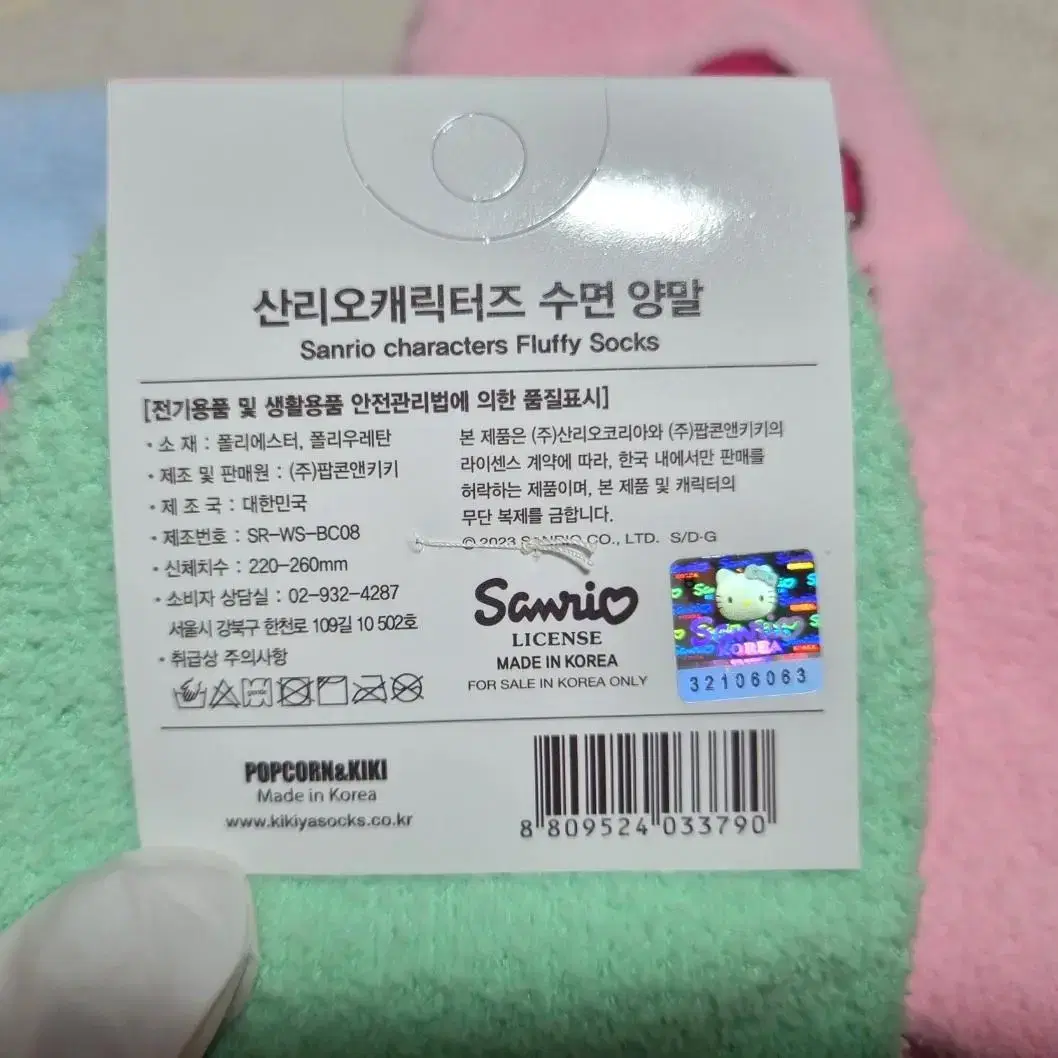 산리오캐릭터즈 수면 양말
Sanrio characters Fluffy Socks
[전기용품 및 생활용품 안전관리법에 의한 품질표시]
· 소 재 : 폴리에스터, 폴리우레탄
· 제조 및 판매원 : (주)팝콘앤키키
· 제 조 국 : 대한민국
· 제조번호 : SR-WS-BC08
· 신체치수 : 220-260mm
· 소비자 상담실 : 02-932-4287
서울시 강북구 한천로 109길 10 502호
· 취급상 주의사항
본 제품은 (주)산리오코리아와 (주)팝콘앤키키의
라이센스 계약에 따라, 한국 내에서만 판매를
허락하는 제품이며, 본 제품 및 캐릭터의
무단 복제를 금합니다.
© 2023 SANRIO CO., LTD. S/D·G
Sanrio
LICENSE
MADE IN KOREA
FOR SALE IN KOREA ONLY
KOREA
32106063
POPCORN&KIKI
Made in Korea
www.kikiyasocks.co.kr
8 809524 033790